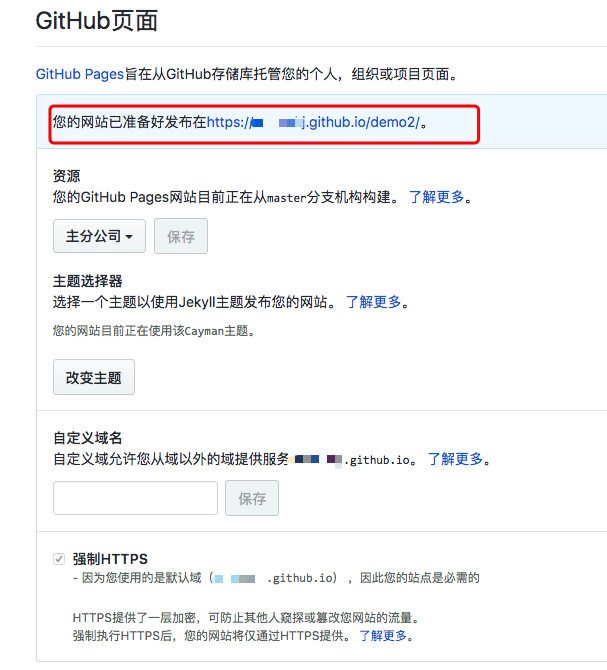 GitHub页面
GitHub Pages旨在从GitHub存储库托管您的个人，组织或项目页面。
您的网站已准备好发布在https://j.github.io/demo2/。
资源
您的GitHub Pages网站目前正在从master分支机构构建。 了解更多。
主分公司 保存
主题选择器
选择一个主题以使用Jekyll主题发布您的网站。 了解更多。
您的网站目前正在使用该Cayman主题。
改变主题
自定义域名
自定义域允许您从域以外的域提供服务.github.io。 了解更多。
保存
强制HTTPS
- 因为您使用的是默认域（ .github.io），因此您的站点是必需的
HTTPS提供了一层加密，可防止其他人窥探或篡改您网站的流量。
强制执行HTTPS后，您的网站将仅通过HTTPS提供。 了解更多。